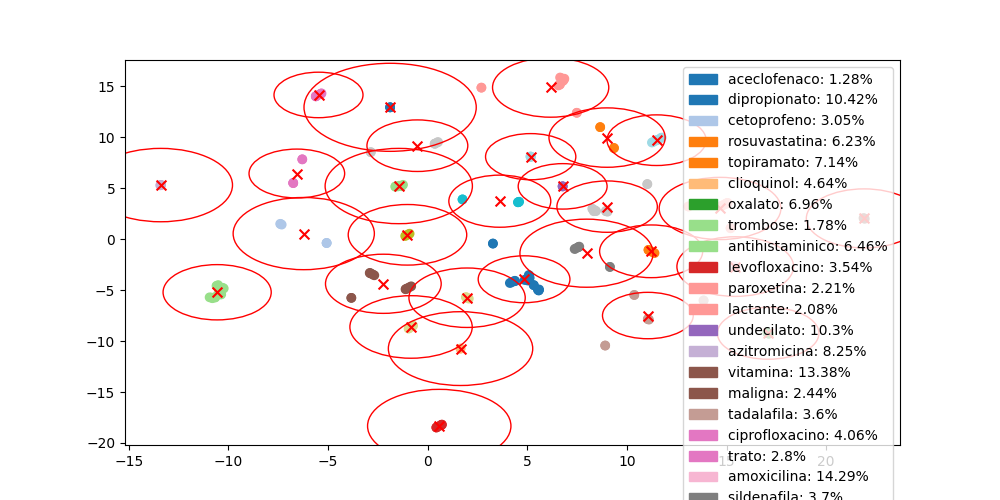 15
10
5
0
−5
−10
−15
−20
−15
−10
−5
0
5
10
15
20
aceclofenaco: 1.28%
dipropionato: 10.42%
cetoprofeno: 3.05%
rosuvastatina: 6.23%
topiramato: 7.14%
clioquinol: 4.64%
oxalato: 6.96%
trombose: 1.78%
antihistaminico: 6.46%
levofloxacino: 3.54%
paroxetina: 2.21%
lactante: 2.08%
undecilato: 10.3%
azitromicina: 8.25%
vitamina: 13.38%
maligna: 2.44%
tadalafila: 3.6%
ciprofloxacino: 4.06%
trato: 2.8%
amoxicilina: 14.29%
sildenafila: 3.7%